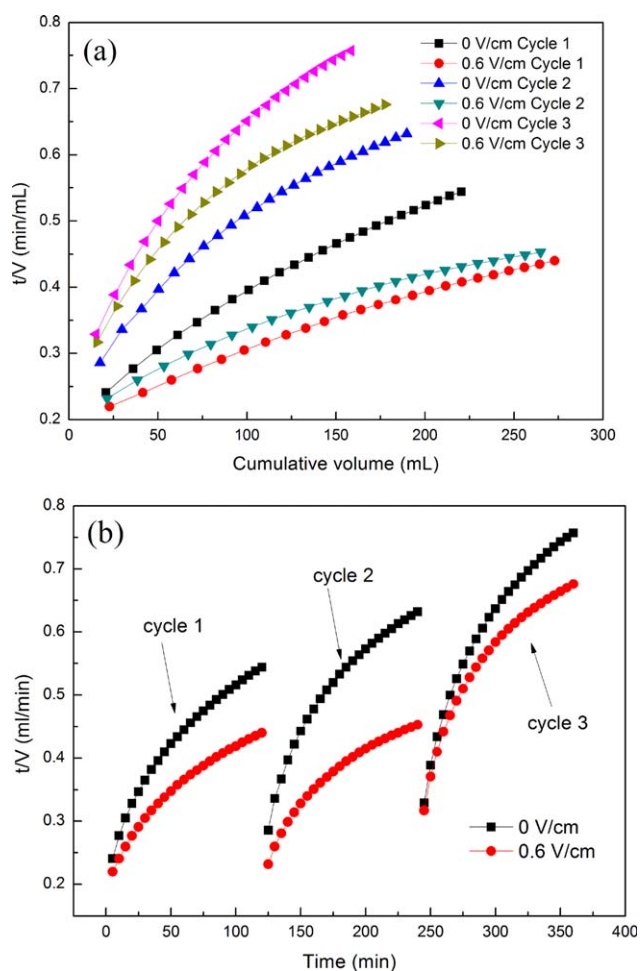 (a)
0 V/cm Cycle 1
0.6 V/cm Cycle 1
0 V/cm Cycle 2
0.6 V/cm Cycle 2
0 V/cm Cycle 3
0.6 V/cm Cycle 3
t/V (min/mL)
0.8
0.7
0.6
0.5
0.4
0.3
0.2
0 50 100 150 200 250 300
Cumulative volume (mL)
(b)
cycle 1
cycle 2
cycle 3
0 V/cm
0.6 V/cm
t/V (ml/min)
0.8
0.7
0.6
0.5
0.4
0.3
0.2
0 50 100 150 200 250 300 350 400
Time (min)